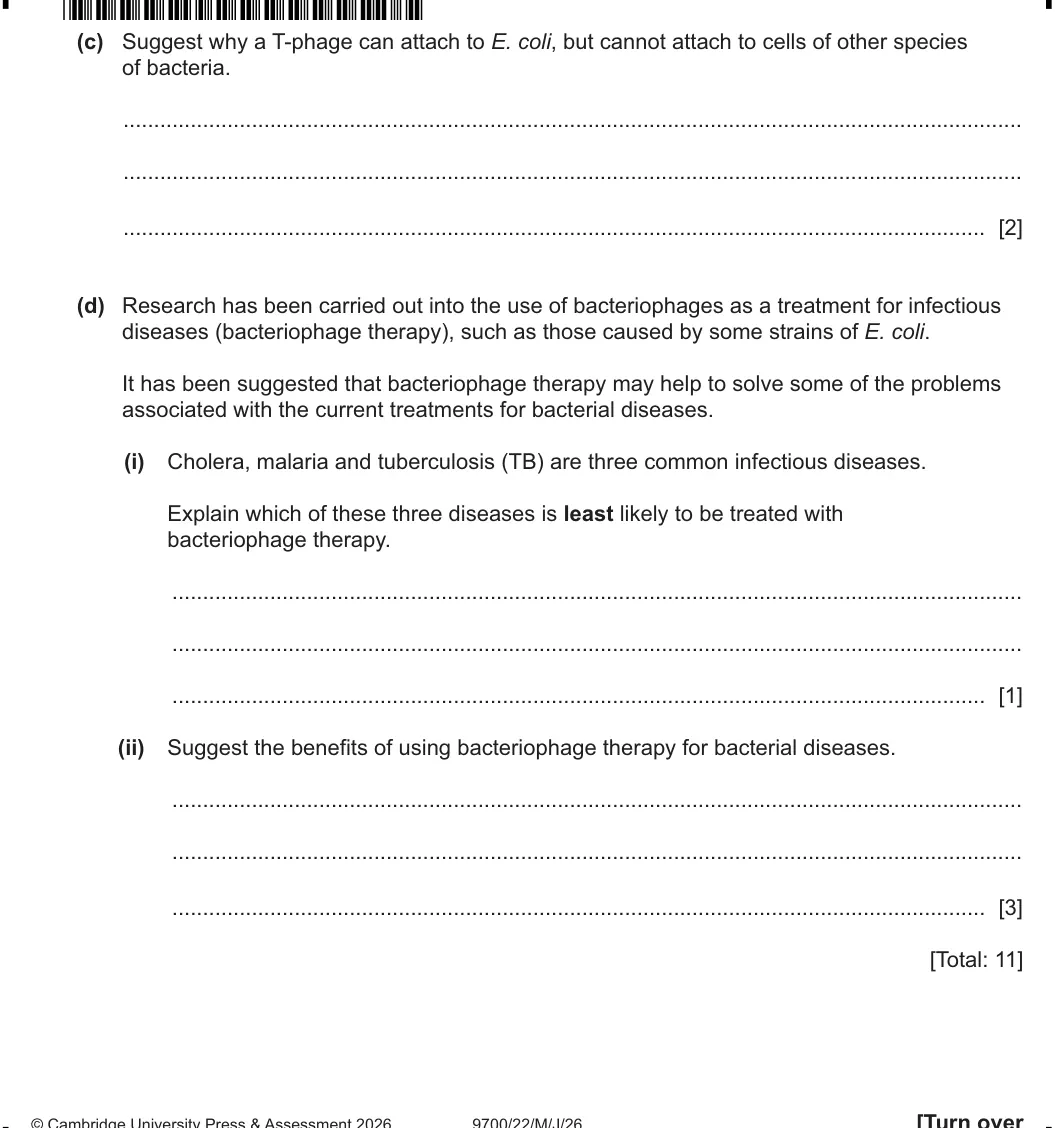 (c) Suggest why a T-phage can attach to E. coli, but cannot attach to cells of other species
of bacteria.
..........................................................................................
..........................................................................................
.......................................................................................... [2]
(d) Research has been carried out into the use of bacteriophages as a treatment for infectious
diseases (bacteriophage therapy), such as those caused by some strains of E. coli.
It has been suggested that bacteriophage therapy may help to solve some of the problems
associated with the current treatments for bacterial diseases.
(i) Cholera, malaria and tuberculosis (TB) are three common infectious diseases.
Explain which of these three diseases is least likely to be treated with
bacteriophage therapy.
..........................................................................................
..........................................................................................
.......................................................................................... [1]
(ii) Suggest the benefits of using bacteriophage therapy for bacterial diseases.
..........................................................................................
..........................................................................................
.......................................................................................... [3]
[Total: 11]
© Cambridge University Press & Assessment 2026 9700/22/M/J/26 [Turn over